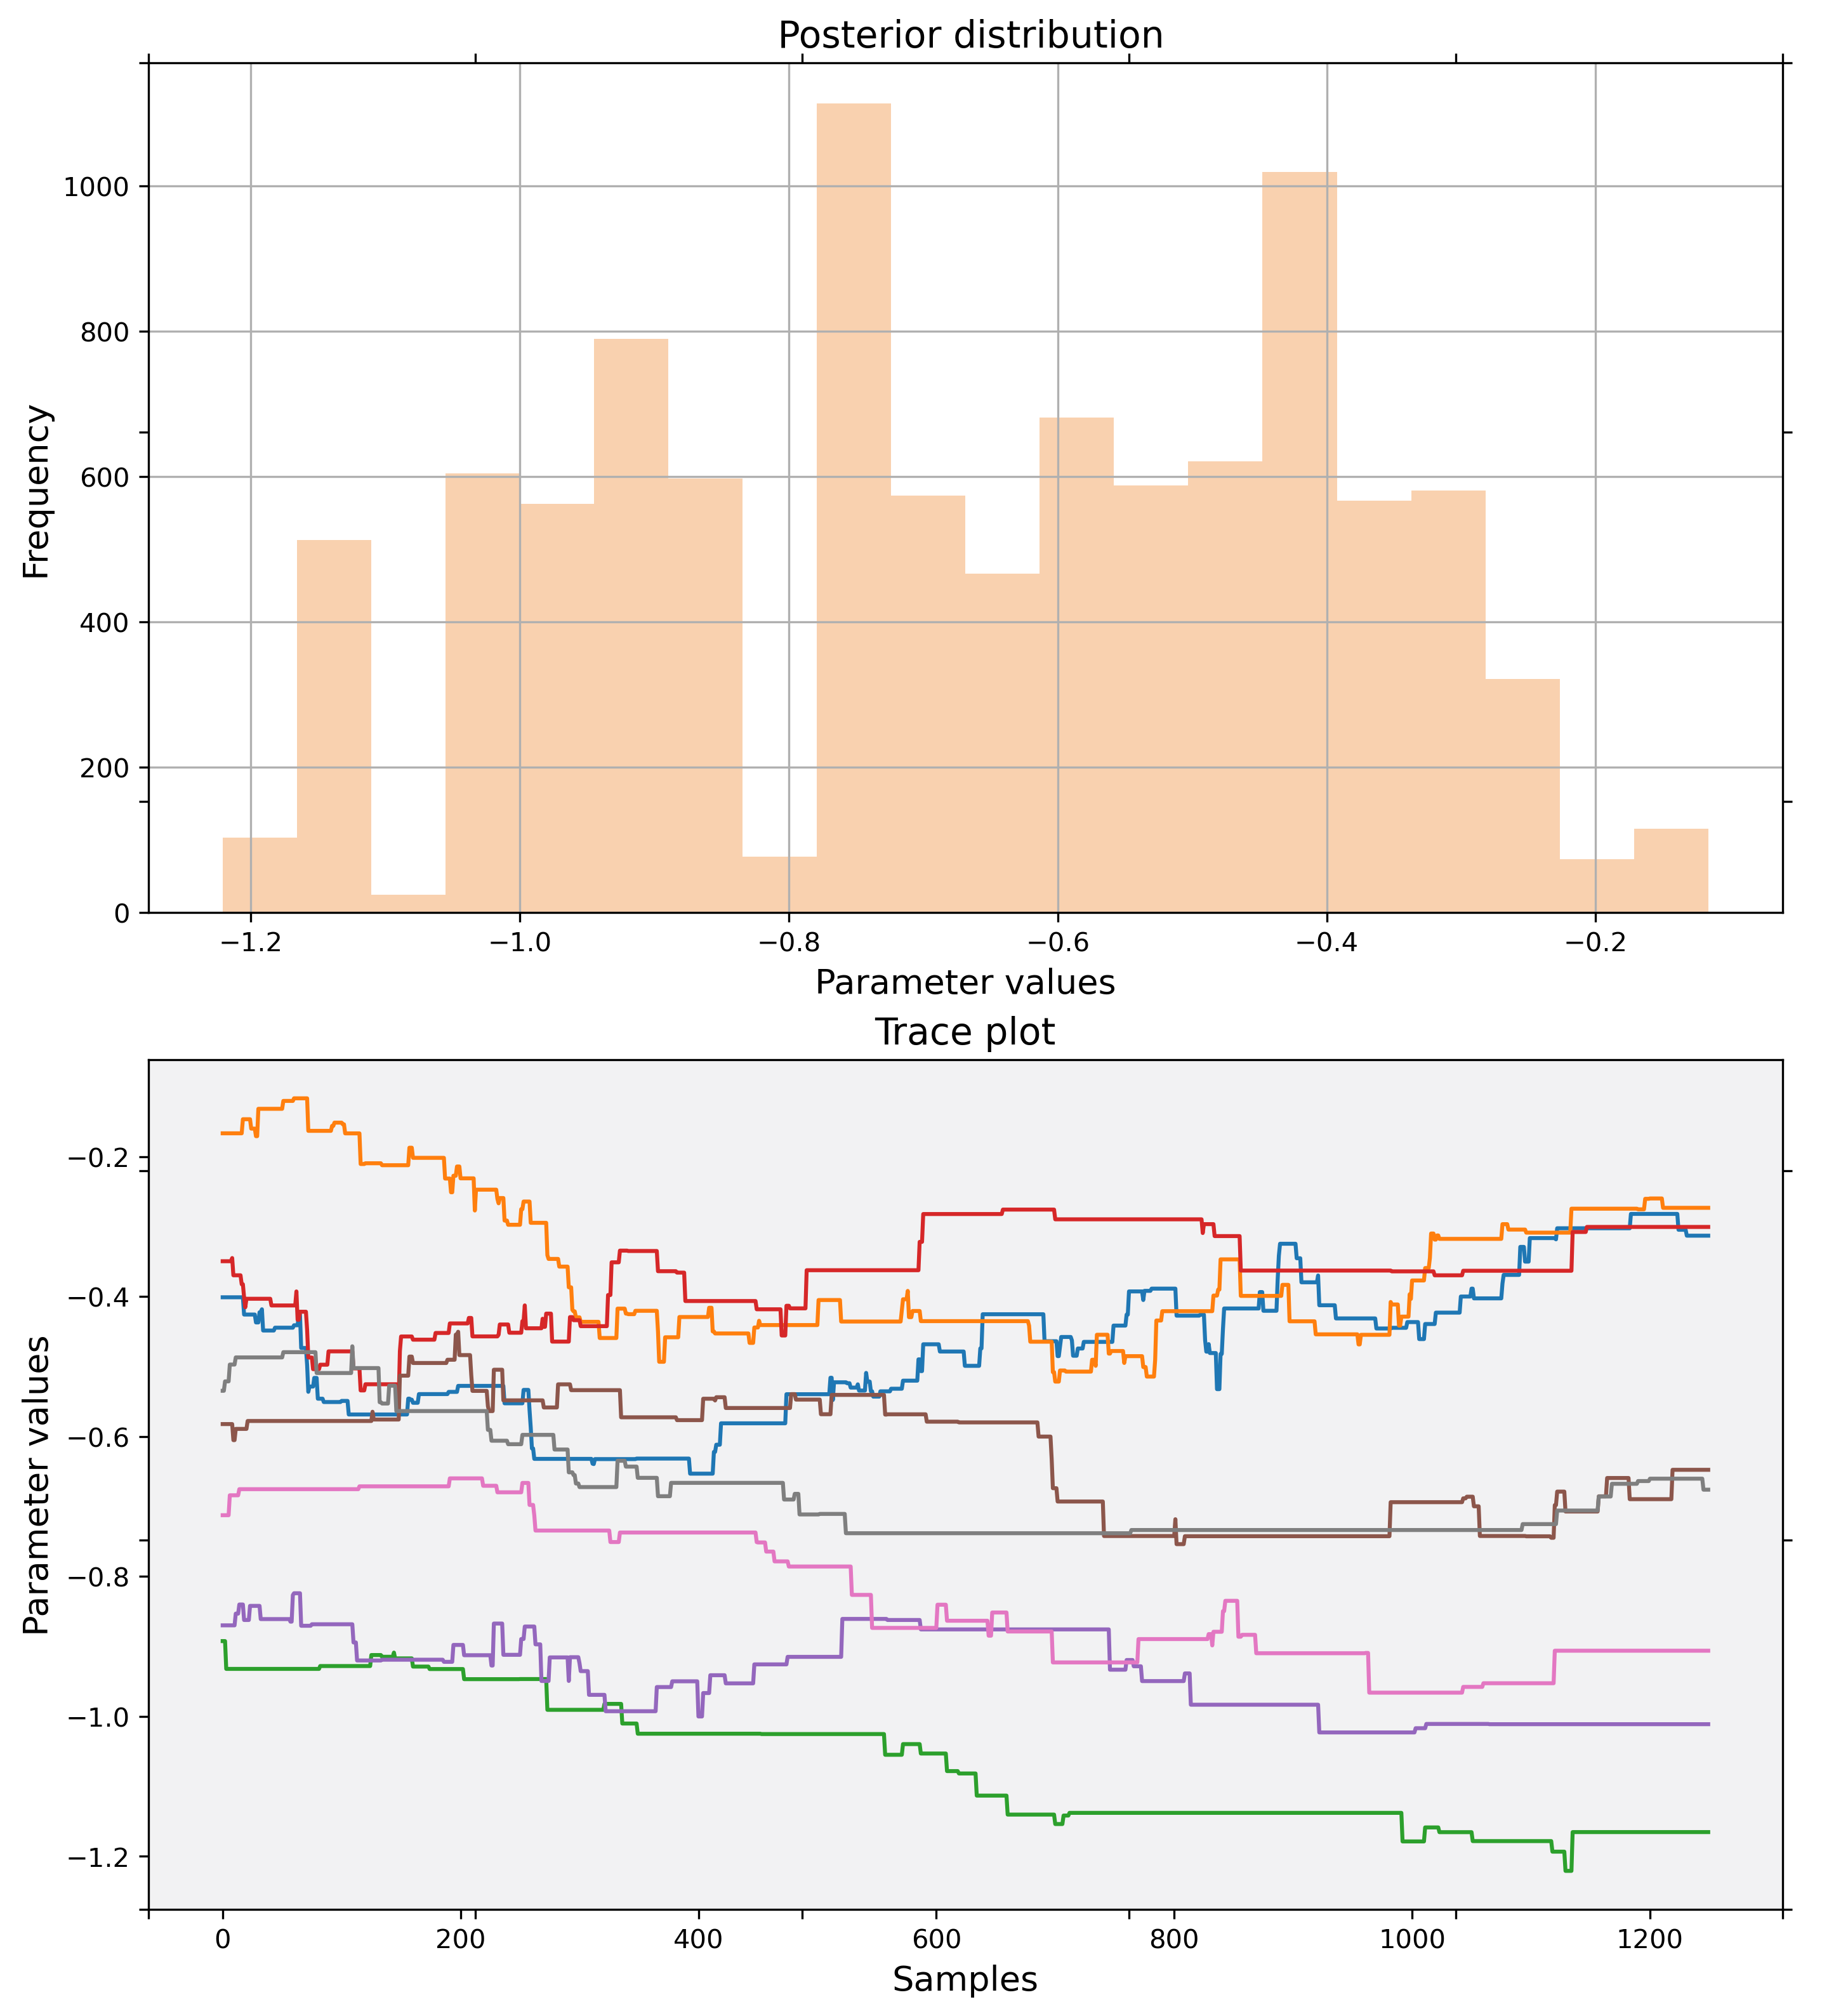 Posterior distribution
1000
800
600
400
200
0
Frequency
−1.2 −1.0 −0.8 −0.6 −0.4 −0.2
Parameter values
Trace plot
−0.2
−0.4
−0.6
−0.8
−1.0
−1.2
Parameter values
0 200 400 600 800 1000 1200
Samples